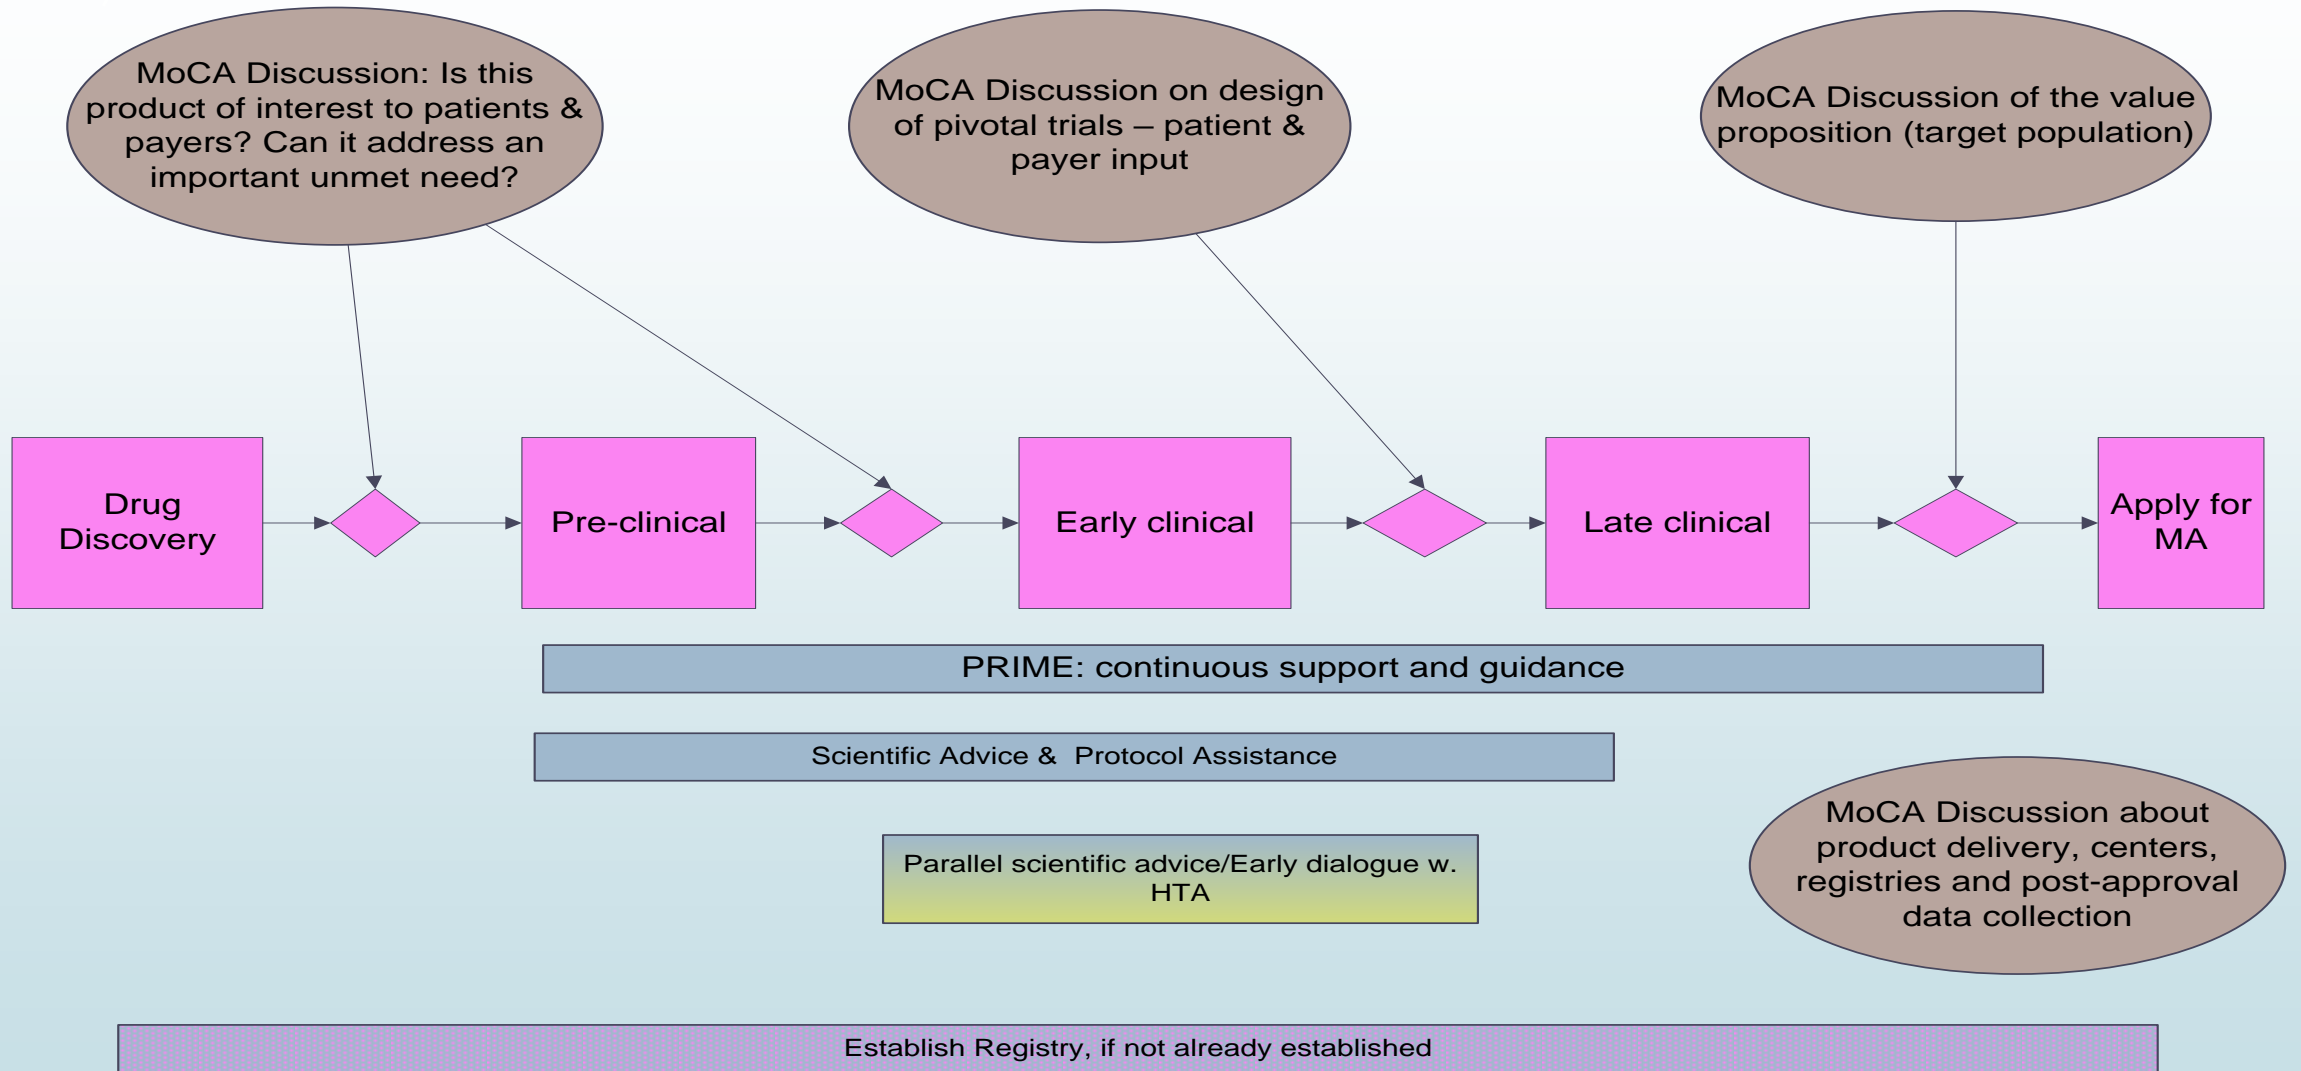 MoCA Discussion: Is this
product of interest to patients &
payers? Can it address an
important unmet need?
MoCA Discussion on design
of pivotal trials – patient &
payer input
MoCA Discussion of the value
proposition (target population)
Drug
Discovery
Pre-clinical
Early clinical
Late clinical
Apply for
MA
PRIME: continuous support and guidance
Scientific Advice & Protocol Assistance
Parallel scientific advice/Early dialogue w.
HTA
MoCA Discussion about
product delivery, centers,
registries and post-approval
data collection
Establish Registry, if not already established